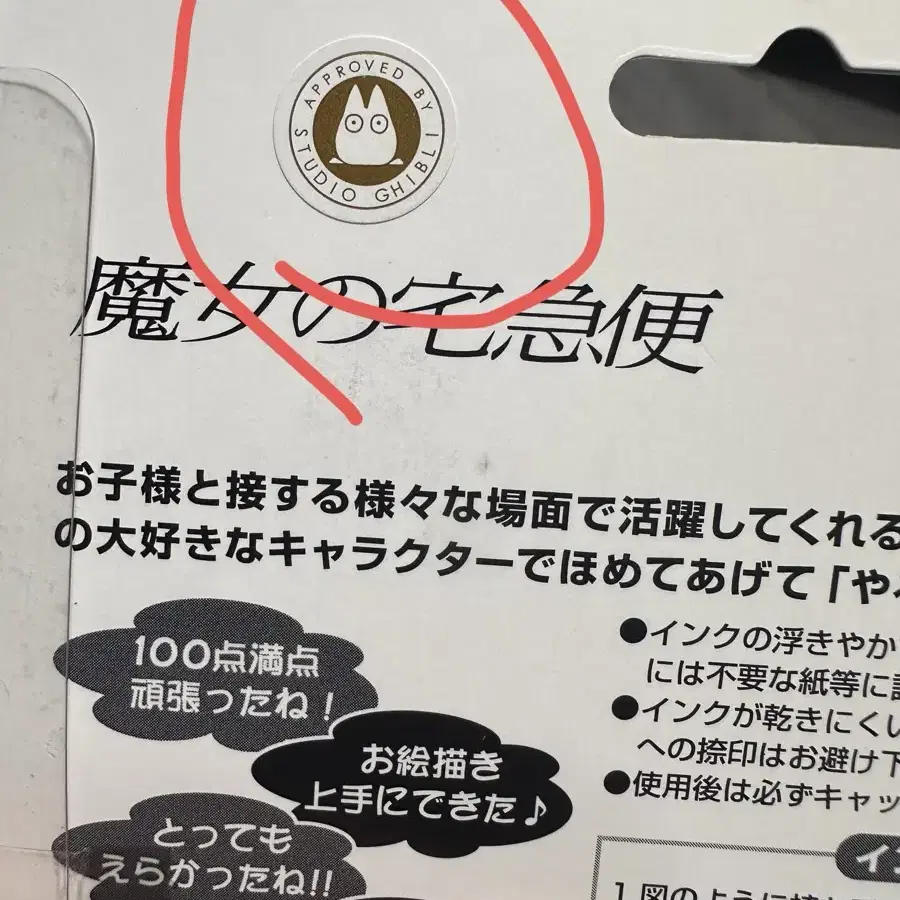 APPROVED BY
STUDIO GHIBLI
魔女の宅急便
お子様と接する様々な場面で活躍してくれる
の大好きなキャラクターでほめてあげて「や
100点満点
頑張ったね!
お絵描き
上手にできた♪
とっても
えらかったね!!
●インクの浮きやか
には不要な紙等に
●インクが乾きにくい
への捺印はお避け下
●使用後は必ずキャッ
1.図のように